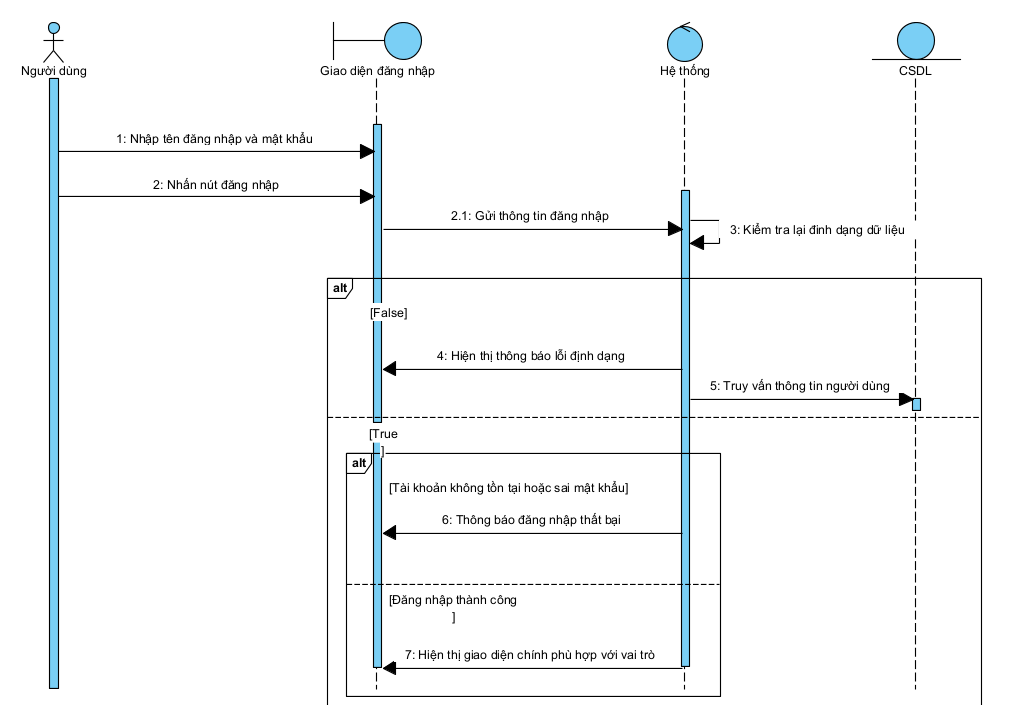 Người dùng
Giao diện đăng nhập
Hệ thống
CSDL
1: Nhập tên đăng nhập và mật khẩu
2: Nhấn nút đăng nhập
2.1: Gửi thông tin đăng nhập
3: Kiểm tra lại đinh dạng dữ liệu
alt
[False]
4: Hiện thị thông báo lỗi định dạng
5: Truy vấn thông tin người dùng
[True
]
alt
[Tài khoản không tồn tại hoặc sai mật khẩu]
6: Thông báo đăng nhập thất bại
[Đăng nhập thành công
]
7: Hiện thị giao diện chính phù hợp với vai trò